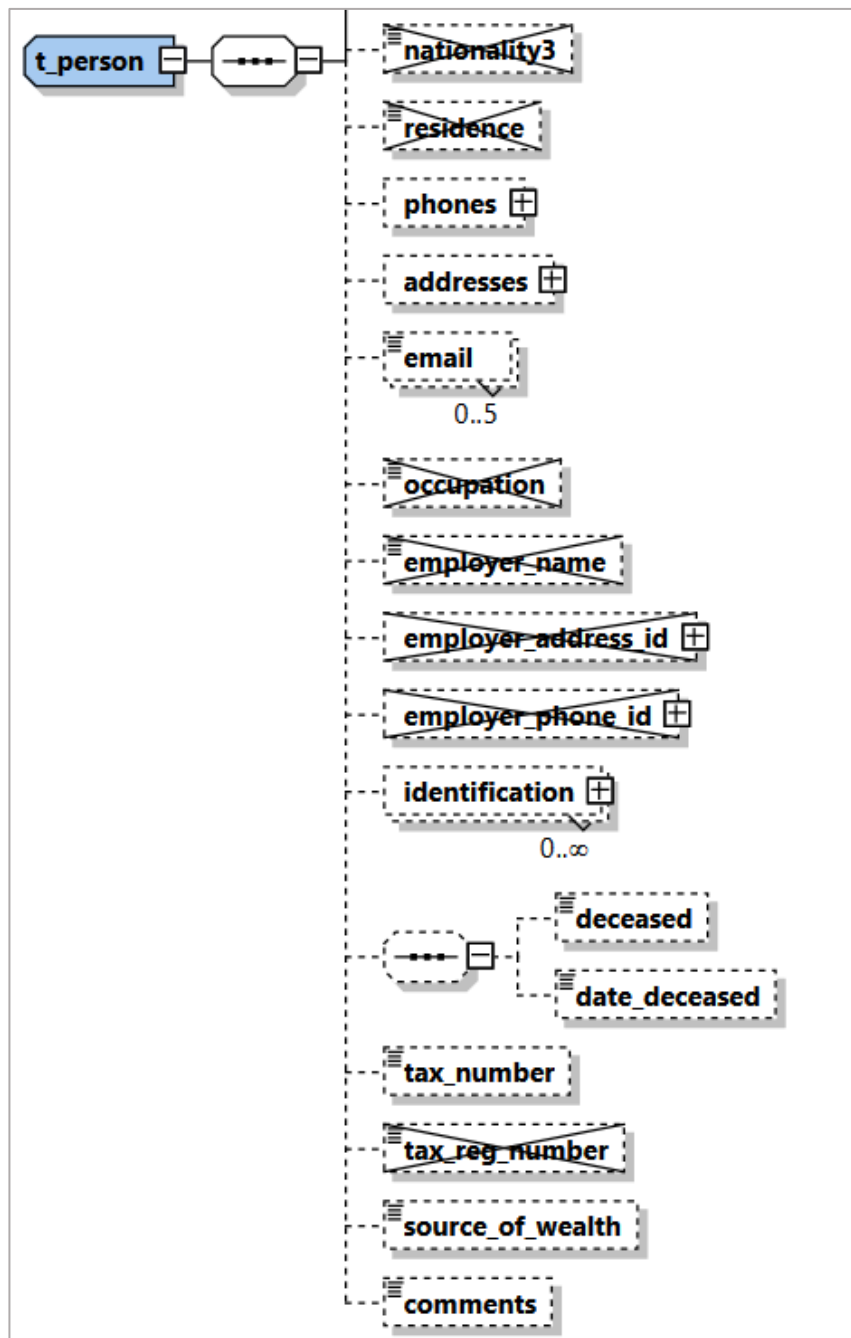 t_person
nationality3
residence
phones
addresses
email
0..5
occupation
employer_name
employer_address_id
employer_phone_id
identification
0..∞
deceased
date_deceased
tax_number
tax_reg_number
source_of_wealth
comments